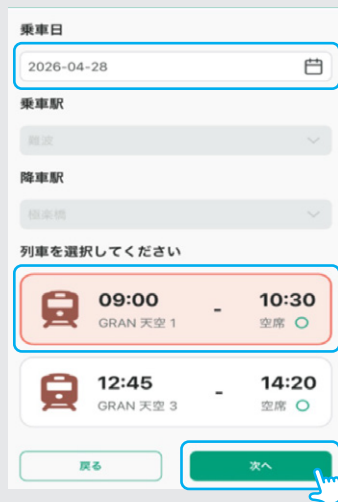 乗車日
2026-04-28
乗車駅
難波
降車駅
極楽橋
列車を選択してください
09:00 - 10:30
GRAN 天空 1 空席 ○
12:45 - 14:20
GRAN 天空 3 空席 ○
戻る 次へ